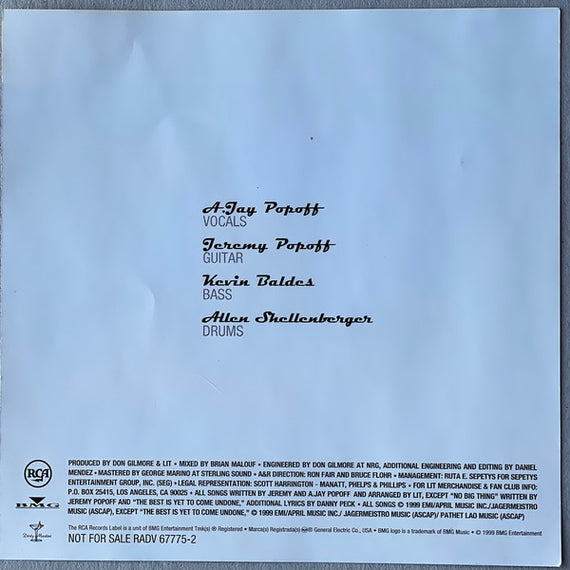 A.Jay Popoff
VOCALS
Jeremy Popoff
GUITAR
Kevin Baldes
BASS
Allen Shellenberger
DRUMS
RCA
BMG
Dirty Martini
PRODUCED BY DON GILMORE & LIT • MIXED BY BRIAN MALOUF • ENGINEERED BY DON GILMORE AT NRG, ADDITIONAL ENGINEERING AND EDITING BY DANIEL
MENDEZ • MASTERED BY GEORGE MARINO AT STERLING SOUND • A&R DIRECTION: RON FAIR AND BRUCE FLOHR • MANAGEMENT: RUTA E. SEPETYS FOR SEPETYS
ENTERTAINMENT GROUP, INC. (SEG) • LEGAL REPRESENTATION: SCOTT HARRINGTON - MANATT, PHELPS & PHILLIPS • FOR LIT MERCHANDISE & FAN CLUB INFO:
P.O. BOX 25415, LOS ANGELES, CA 90025 • ALL SONGS WRITTEN BY JEREMY AND A.JAY POPOFF AND ARRANGED BY LIT, EXCEPT "NO BIG THING" WRITTEN BY
JEREMY POPOFF AND "THE BEST IS YET TO COME UNDONE," ADDITIONAL LYRICS BY DANNY PECK • ALL SONGS © 1999 EMI/APRIL MUSIC INC./JAGERMEISTRO
MUSIC (ASCAP), EXCEPT "THE BEST IS YET TO COME UNDONE," © 1999 EMI/APRIL MUSIC INC./ JAGERMEISTRO MUSIC (ASCAP)/ PATHET LAO MUSIC (ASCAP)
The RCA Records Label is a unit of BMG Entertainment Tmk(s) ® Registered • Marca(s) Registrada(s) ® General Electric Co., USA • BMG logo is a trademark of BMG Music • © 1999 BMG Entertainment
NOT FOR SALE RADV 67775-2